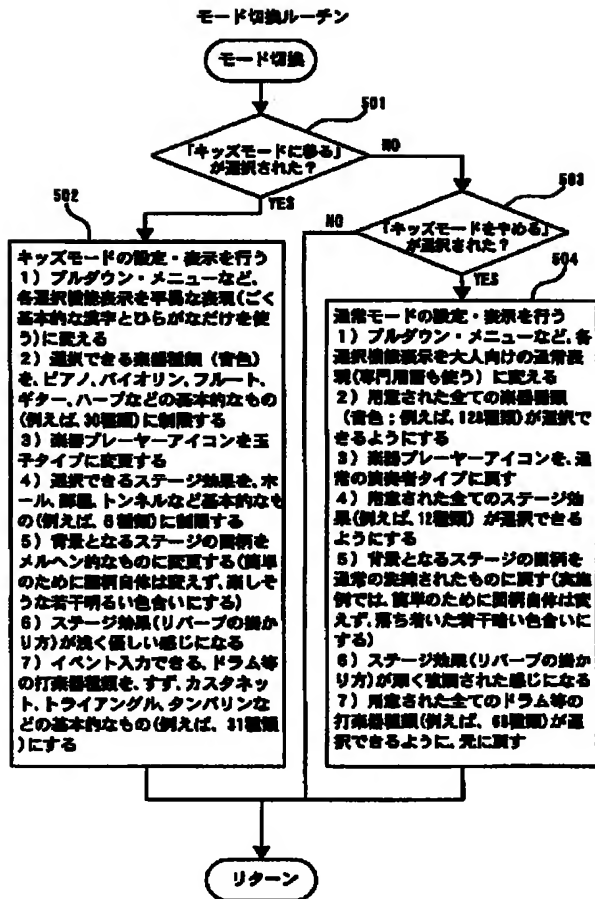 モード切換ルーチン
モード切換
501
「キッズモードに移る」
が選択された?
NO
YES
502
キッズモードの設定・表示を行う
1) プルダウン・メニューなど、
各選択機能表示を平易な表現(ごく
基本的な漢字とひらがなだけを使
う)に変える
2) 選択できる楽器種類 (音色)
を、ピアノ、バイオリン、フルート、
ギター、ハープなどの基本的なもの
(例えば、30種類)に制限する
3) 楽器プレーヤーアイコンを玉
子タイプに変更する
4) 選択できるステージ効果を、ホ
ール、部屋、トンネルなど基本的なも
の(例えば、6種類)に制限する
5) 背景となるステージの図柄を
メルヘン的なものに変更する(簡単
のために図柄自体は変えず、楽しそ
うな若干明るい色合いにする)
6) ステージ効果(リバーブの掛か
り方)が浅く優しい感じになる
7) イベント入力できる、ドラム等
の打楽器種類を、すず、カスタネッ
ト、トライアングル、タンバリンな
どの基本的なもの(例えば、31種類
)にする
503
「キッズモードをやめる」
が選択された?
NO
YES
504
通常モードの設定・表示を行う
1) プルダウン・メニューなど、各
選択機能表示を大人向けの通常表
現(専門用語も使う) に変える
2) 用意された全ての楽器種類
(音色;例えば、128種類)が選択で
きるようにする
3) 楽器プレーヤーアイコンを、通
常の演奏者タイプに戻す
4) 用意された全てのステージ効
果(例えば、12種類) が選択できる
ようにする
5) 背景となるステージの図柄を
通常の洗練されたものに戻す(実施
例では、簡単のために図柄自体は変
えず、落ち着いた若干暗い色合いに
する)
6) ステージ効果(リバーブの掛か
り方)が深く強調された感じになる
7) 用意された全てのドラム等の
打楽器種類(例えば、68種類)が選
択できるように、元に戻す
リターン